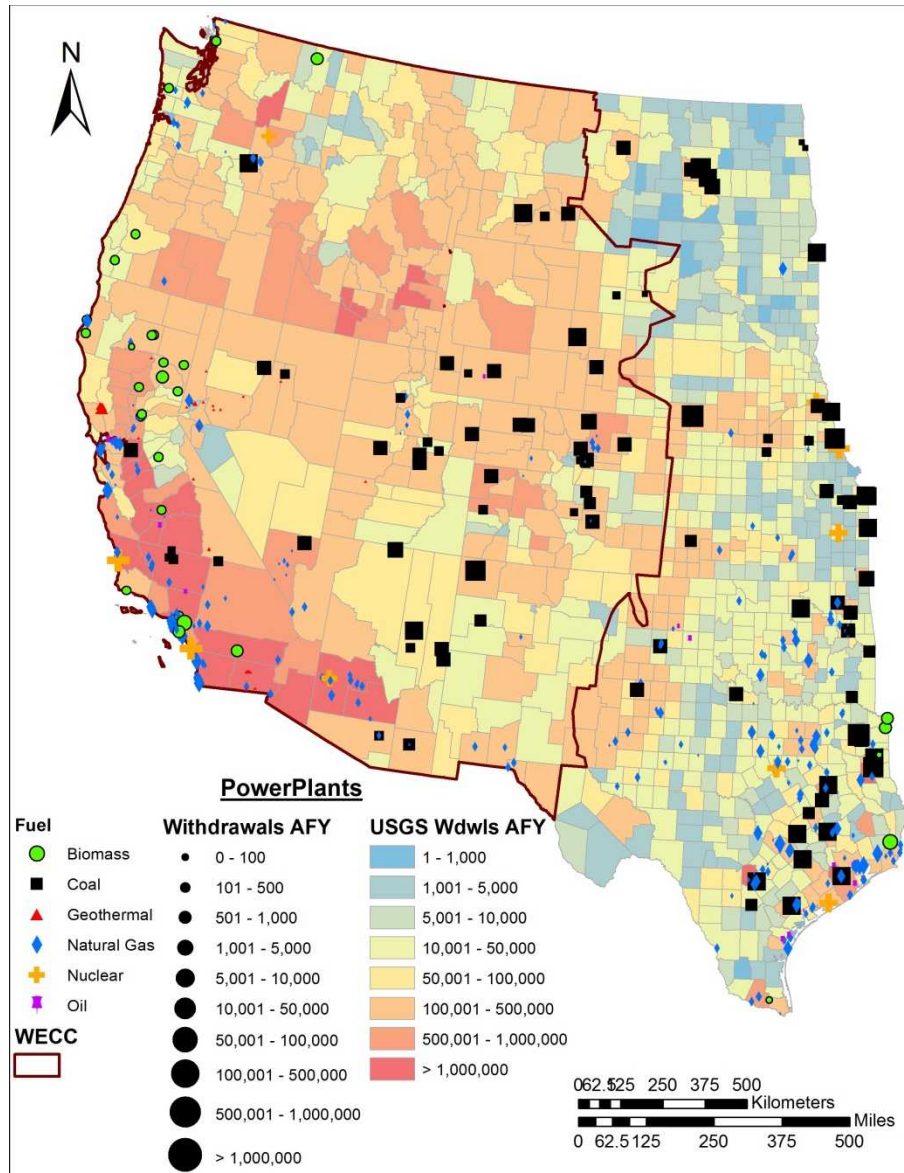 N
PowerPlants
Fuel
Biomass
Coal
Geothermal
Natural Gas
Nuclear
Oil
WECC
Withdrawals AFY
0 - 100
101 - 500
501 - 1,000
1,001 - 5,000
5,001 - 10,000
10,001 - 50,000
50,001 - 100,000
100,001 - 500,000
500,001 - 1,000,000
> 1,000,000
USGS Wdwls AFY
1 - 1,000
1,001 - 5,000
5,001 - 10,000
10,001 - 50,000
50,001 - 100,000
100,001 - 500,000
500,001 - 1,000,000
> 1,000,000
0 62.5 125 250 375 500
Kilometers
Miles
0 62.5 125 250 375 500